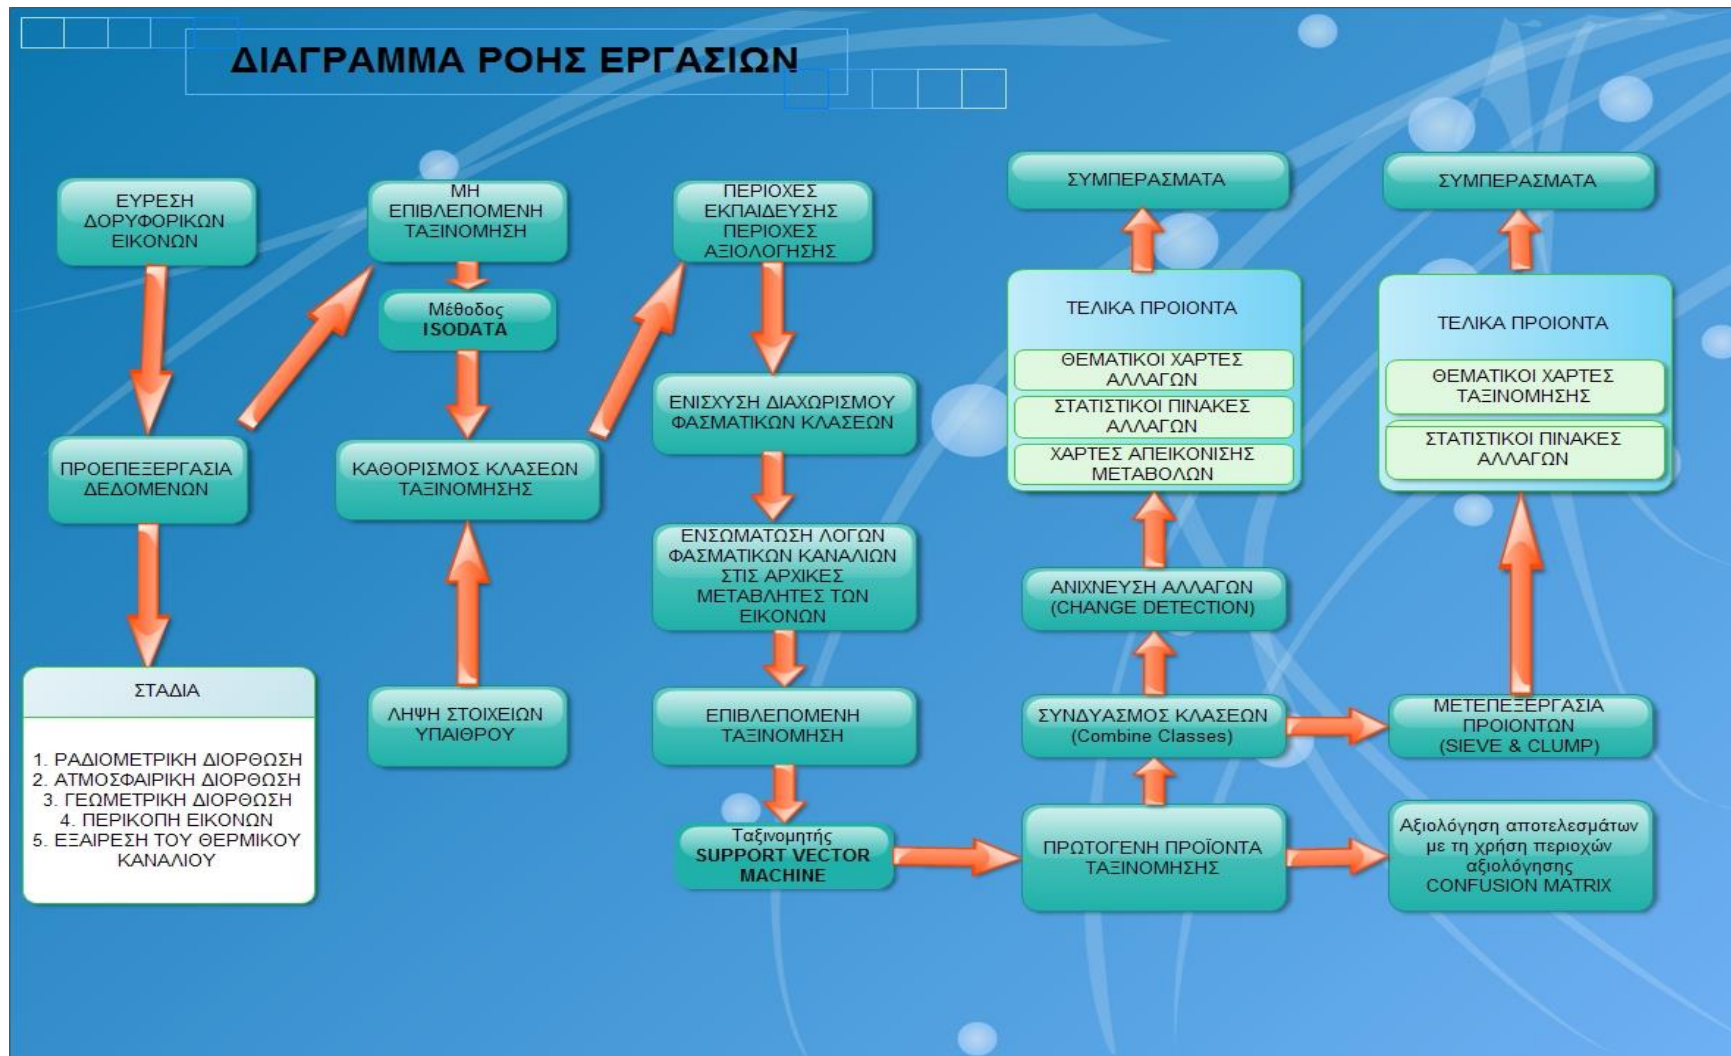 ΔΙΑΓΡΑΜΜΑ ΡΟΗΣ ΕΡΓΑΣΙΩΝ
ΕΥΡΕΣΗ
ΔΟΡΥΦΟΡΙΚΩΝ
ΕΙΚΟΝΩΝ
ΠΡΟΕΠΕΞΕΡΓΑΣΙΑ
ΔΕΔΟΜΕΝΩΝ
ΣΤΑΔΙΑ
1. ΡΑΔΙΟΜΕΤΡΙΚΗ ΔΙΟΡΘΩΣΗ
2. ΑΤΜΟΣΦΑΙΡΙΚΗ ΔΙΟΡΘΩΣΗ
3. ΓΕΩΜΕΤΡΙΚΗ ΔΙΟΡΘΩΣΗ
4. ΠΕΡΙΚΟΠΗ ΕΙΚΟΝΩΝ
5. ΕΞΑΙΡΕΣΗ ΤΟΥ ΘΕΡΜΙΚΟΥ
ΚΑΝΑΛΙΟΥ
ΜΗ
ΕΠΙΒΛΕΠΟΜΕΝΗ
ΤΑΞΙΝΟΜΗΣΗ
Μέθοδος
ISODATA
ΚΑΘΟΡΙΣΜΟΣ ΚΛΑΣΕΩΝ
ΤΑΞΙΝΟΜΗΣΗΣ
ΛΗΨΗ ΣΤΟΙΧΕΙΩΝ
ΥΠΑΙΘΡΟΥ
ΠΕΡΙΟΧΕΣ
ΕΚΠΑΙΔΕΥΣΗΣ
ΠΕΡΙΟΧΕΣ
ΑΞΙΟΛΟΓΗΣΗΣ
ΕΝΙΣΧΥΣΗ ΔΙΑΧΩΡΙΣΜΟΥ
ΦΑΣΜΑΤΙΚΩΝ ΚΛΑΣΕΩΝ
ΕΝΣΩΜΑΤΩΣΗ ΛΟΓΩΝ
ΦΑΣΜΑΤΙΚΩΝ ΚΑΝΑΛΙΩΝ
ΣΤΙΣ ΑΡΧΙΚΕΣ
ΜΕΤΑΒΛΗΤΕΣ ΤΩΝ
ΕΙΚΟΝΩΝ
ΕΠΙΒΛΕΠΟΜΕΝΗ
ΤΑΞΙΝΟΜΗΣΗ
Ταξινομητής
SUPPORT VECTOR
MACHINE
ΣΥΜΠΕΡΑΣΜΑΤΑ
ΤΕΛΙΚΑ ΠΡΟΙΟΝΤΑ
ΘΕΜΑΤΙΚΟΙ ΧΑΡΤΕΣ
ΑΛΛΑΓΩΝ
ΣΤΑΤΙΣΤΙΚΟΙ ΠΙΝΑΚΕΣ
ΑΛΛΑΓΩΝ
ΧΑΡΤΕΣ ΑΠΕΙΚΟΝΙΣΗΣ
ΜΕΤΑΒΟΛΩΝ
ΑΝΙΧΝΕΥΣΗ ΑΛΛΑΓΩΝ
(CHANGE DETECTION)
ΣΥΝΔΥΑΣΜΟΣ ΚΛΑΣΕΩΝ
(Combine Classes)
ΠΡΩΤΟΓΕΝΗ ΠΡΟΪΟΝΤΑ
ΤΑΞΙΝΟΜΗΣΗΣ
ΣΥΜΠΕΡΑΣΜΑΤΑ
ΤΕΛΙΚΑ ΠΡΟΙΟΝΤΑ
ΘΕΜΑΤΙΚΟΙ ΧΑΡΤΕΣ
ΤΑΞΙΝΟΜΗΣΗΣ
ΣΤΑΤΙΣΤΙΚΟΙ ΠΙΝΑΚΕΣ
ΑΛΛΑΓΩΝ
ΜΕΤΕΠΕΞΕΡΓΑΣΙΑ
ΠΡΟΙΟΝΤΩΝ
(SIEVE & CLUMP)
Αξιολόγηση αποτελεσμάτων
με τη χρήση περιοχών
αξιολόγησης
CONFUSION MATRIX